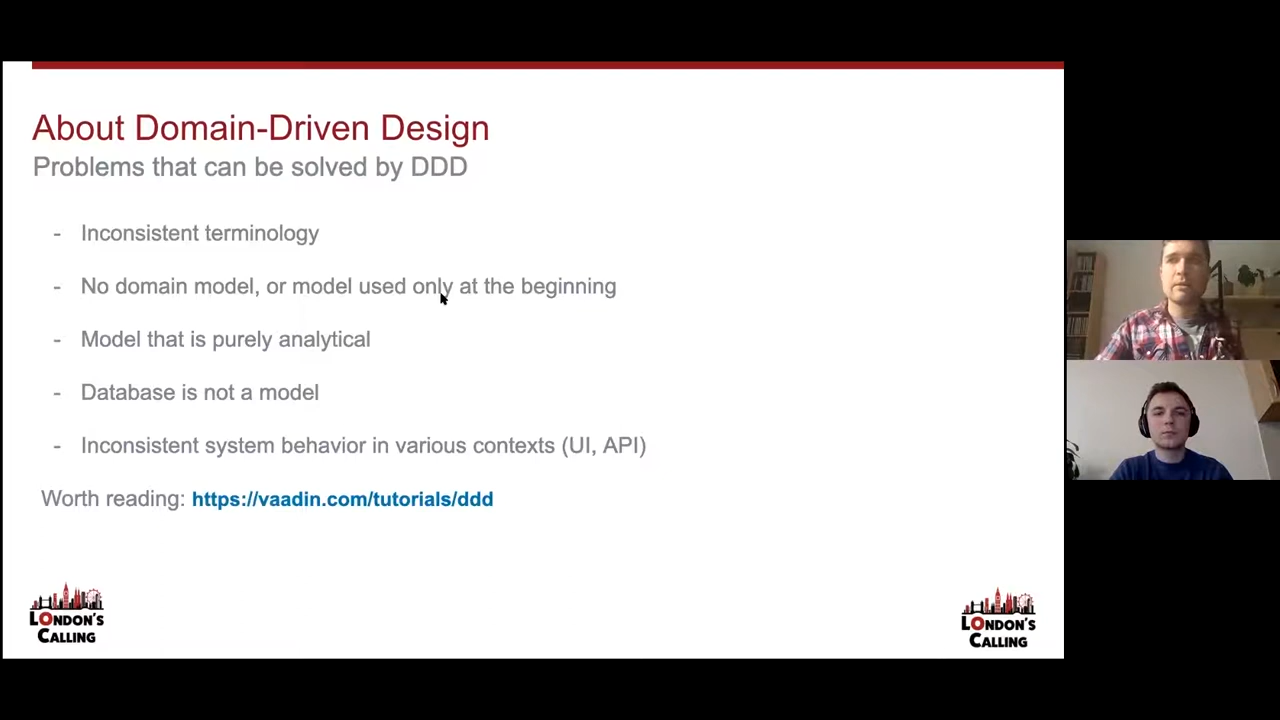 About Domain-Driven Design
Problems that can be solved by DDD
- Inconsistent terminology
- No domain model, or model used only at the beginning
- Model that is purely analytical
- Database is not a model
- Inconsistent system behavior in various contexts (UI, API)
Worth reading: https://vaadin.com/tutorials/ddd
LONDON'S
CALLING
LONDON'S
CALLING